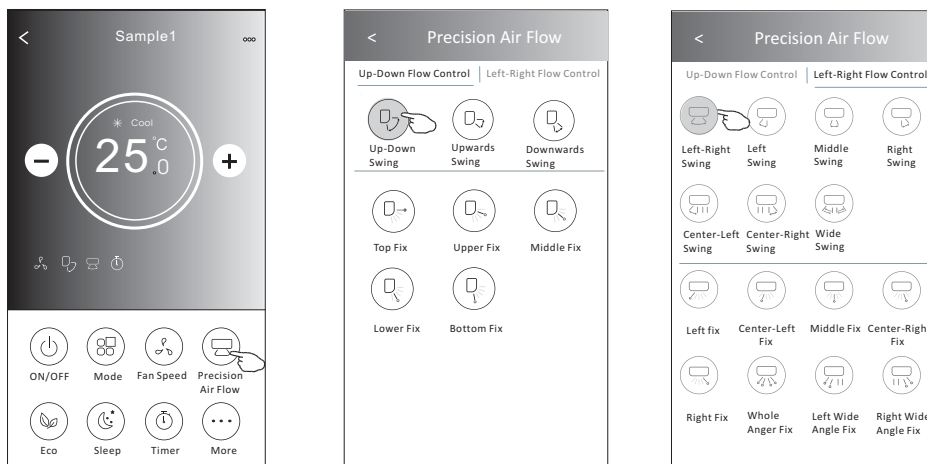 Sample1
Cool
25.0°C
ON/OFF
Mode
Fan Speed
Precision
Air Flow
Eco
Sleep
Timer
More
Precision Air Flow
Up-Down Flow Control
Left-Right Flow Control
Up-Down
Swing
Upwards
Swing
Downwards
Swing
Top Fix
Upper Fix
Middle Fix
Lower Fix
Bottom Fix
Precision Air Flow
Up-Down Flow Control
Left-Right Flow Control
Left-Right
Swing
Left
Swing
Middle
Swing
Right
Swing
Center-Left
Swing
Center-Right
Swing
Wide
Swing
Left fix
Center-Left
Fix
Middle Fix
Center-Righ
Fix
Right Fix
Whole
Anger Fix
Left Wide
Angle Fix
Right Wide
Angle Fix